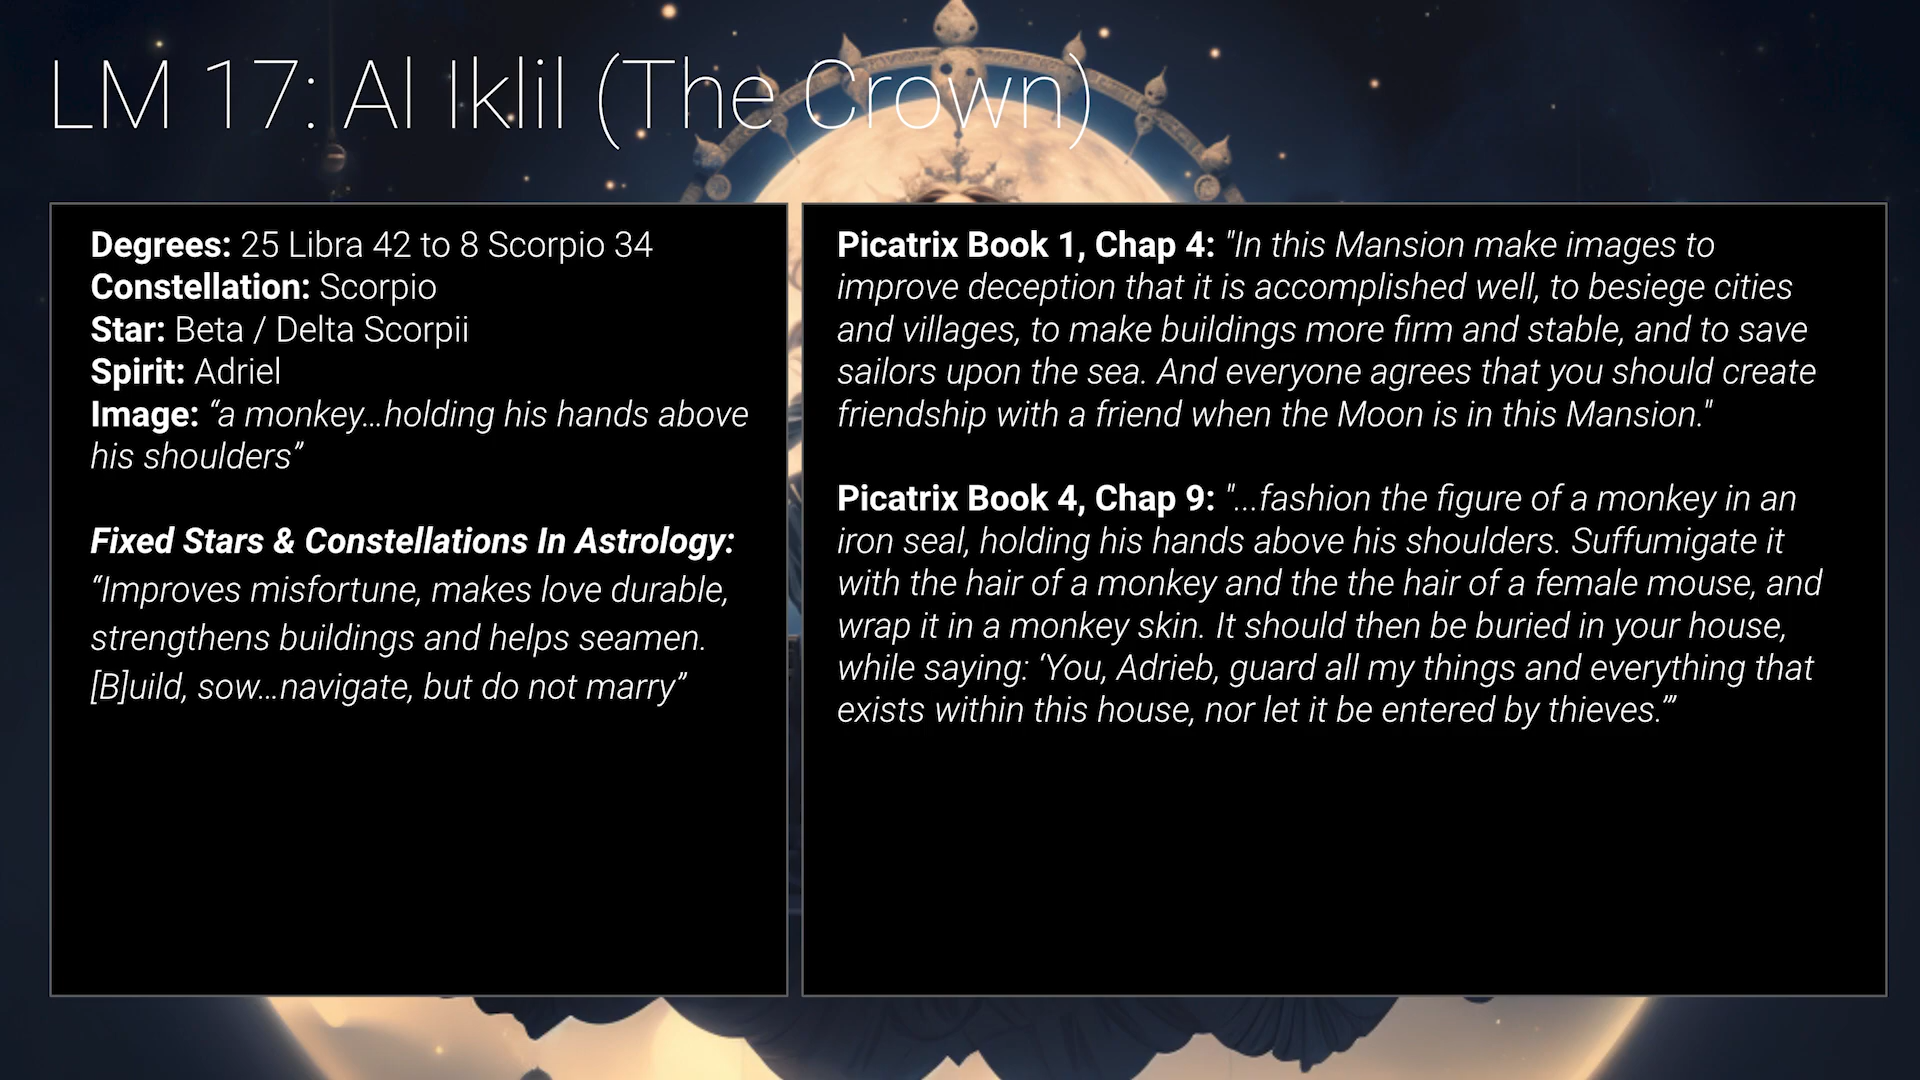 LM 17: Al Iklil (The Crown)
Degrees: 25 Libra 42 to 8 Scorpio 34
Constellation: Scorpio
Star: Beta / Delta Scorpii
Spirit: Adriel
Image: “a monkey…holding his hands above
his shoulders”
Fixed Stars & Constellations In Astrology:
“Improves misfortune, makes love durable,
strengthens buildings and helps seamen.
[B]uild, sow…navigate, but do not marry”
Picatrix Book 1, Chap 4: "In this Mansion make images to
improve deception that it is accomplished well, to besiege cities
and villages, to make buildings more firm and stable, and to save
sailors upon the sea. And everyone agrees that you should create
friendship with a friend when the Moon is in this Mansion."
Picatrix Book 4, Chap 9: "...fashion the figure of a monkey in an
iron seal, holding his hands above his shoulders. Suffumigate it
with the hair of a monkey and the the hair of a female mouse, and
wrap it in a monkey skin. It should then be buried in your house,
while saying: ‘You, Adrieb, guard all my things and everything that
exists within this house, nor let it be entered by thieves.’”